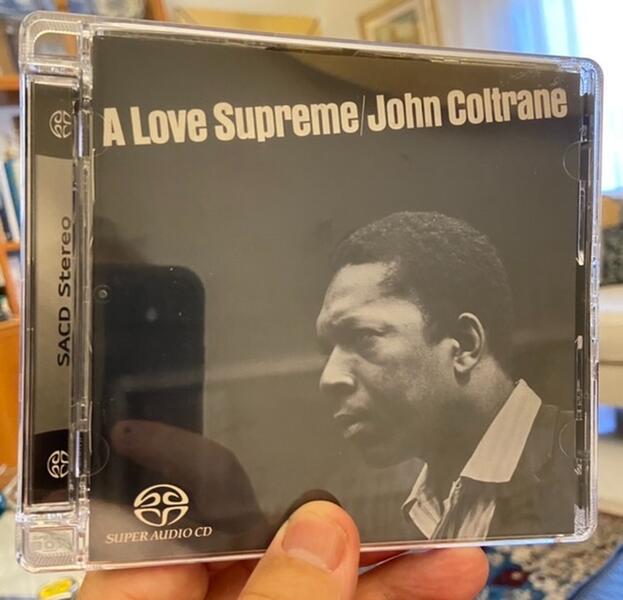 A Love Supreme/John Coltrane
SACD Stereo
SUPER AUDIO CD